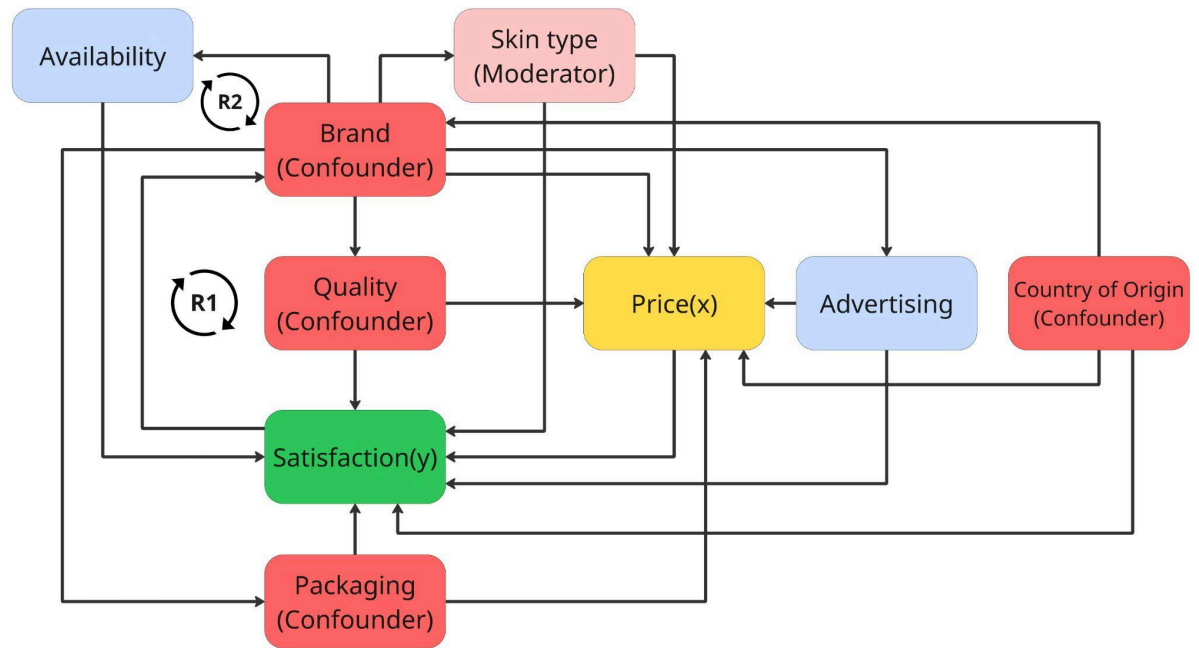 Availability
Skin type
(Moderator)
R2
Brand
(Confounder)
Quality
(Confounder)
R1
Price(x)
Advertising
Country of Origin
(Confounder)
Satisfaction(y)
Packaging
(Confounder)